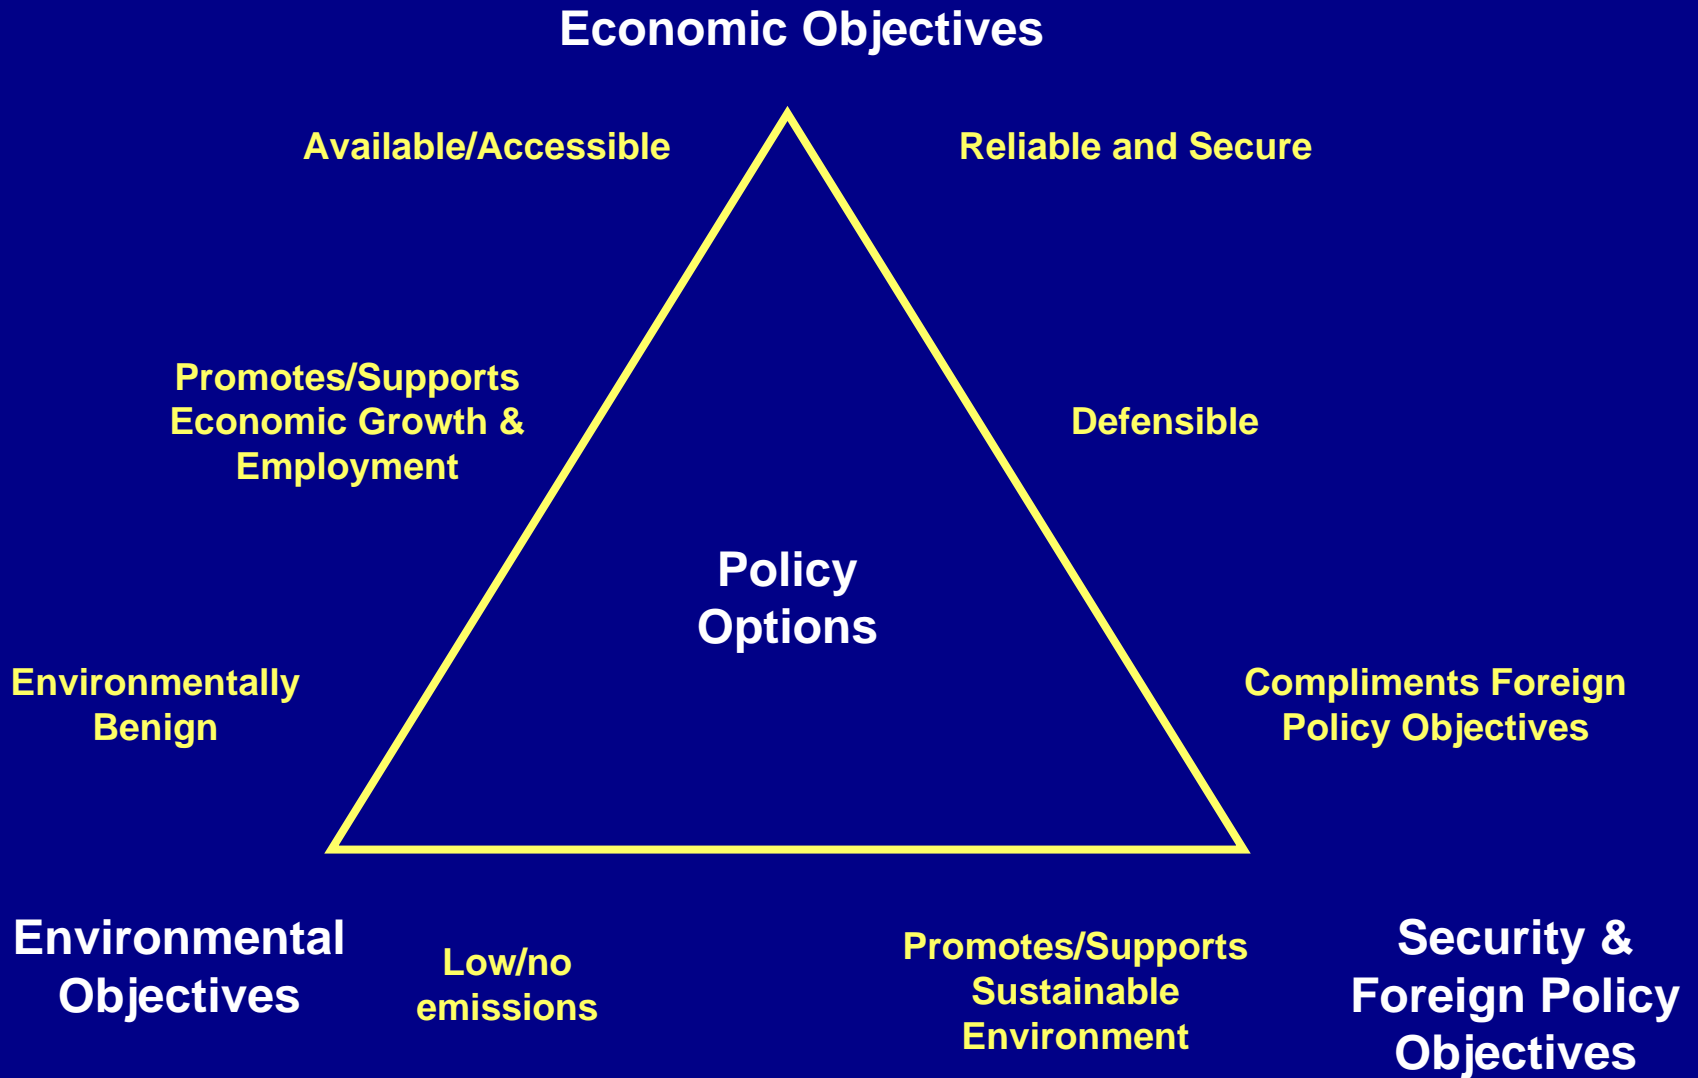 Economic Objectives
Available/Accessible
Reliable and Secure
Promotes/Supports
Economic Growth &
Employment
Defensible
Policy
Options
Environmentally
Benign
Compliments Foreign
Policy Objectives
Environmental
Objectives
Low/no
emissions
Promotes/Supports
Sustainable
Environment
Security &
Foreign Policy
Objectives